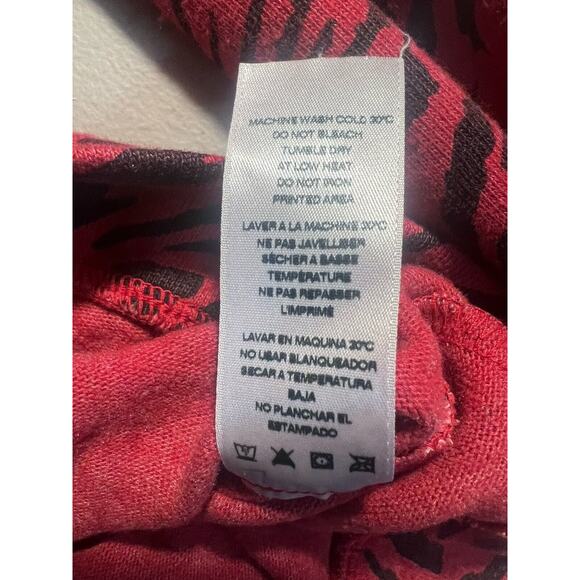 MACHINE WASH COLD 30°C
DO NOT BLEACH
TUMBLE DRY
AT LOW HEAT
DO NOT IRON
PRINTED AREA
LAVER A LA MACHINE 30°C
NE PAS JAVELLISER
SÉCHER A BASSE
TEMPÉRATURE
NE PAS REPASSER
L'IMPRIMÉ
LAVAR EN MAQUINA 30°C
NO USAR BLANQUEADOR
SECAR A TEMPERATURA
BAJA
NO PLANCHAR EL
ESTAMPADO